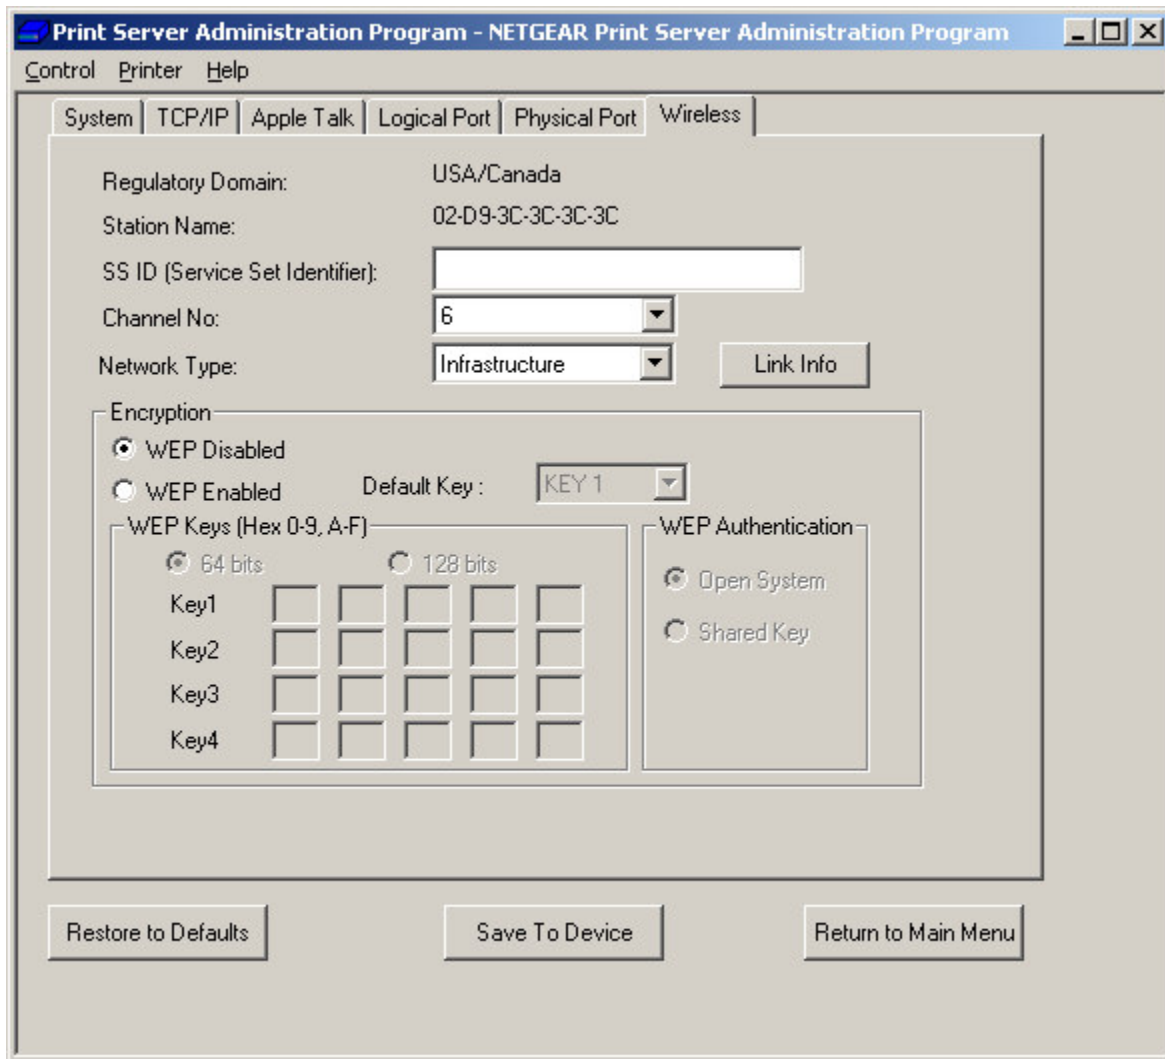 Print Server Administration Program - NETGEAR Print Server Administration Program
Control Printer Help
System TCP/IP Apple Talk Logical Port Physical Port Wireless
Regulatory Domain: USA/Canada
Station Name: 02-D9-3C-3C-3C-3C
SS ID (Service Set Identifier):
Channel No: 6
Network Type: Infrastructure Link Info
Encryption
WEP Disabled
WEP Enabled Default Key : KEY 1
WEP Keys (Hex 0-9, A-F) WEP Authentication
64 bits 128 bits
Open System
Key1
Shared Key
Key2
Key3
Key4
Restore to Defaults Save To Device Return to Main Menu